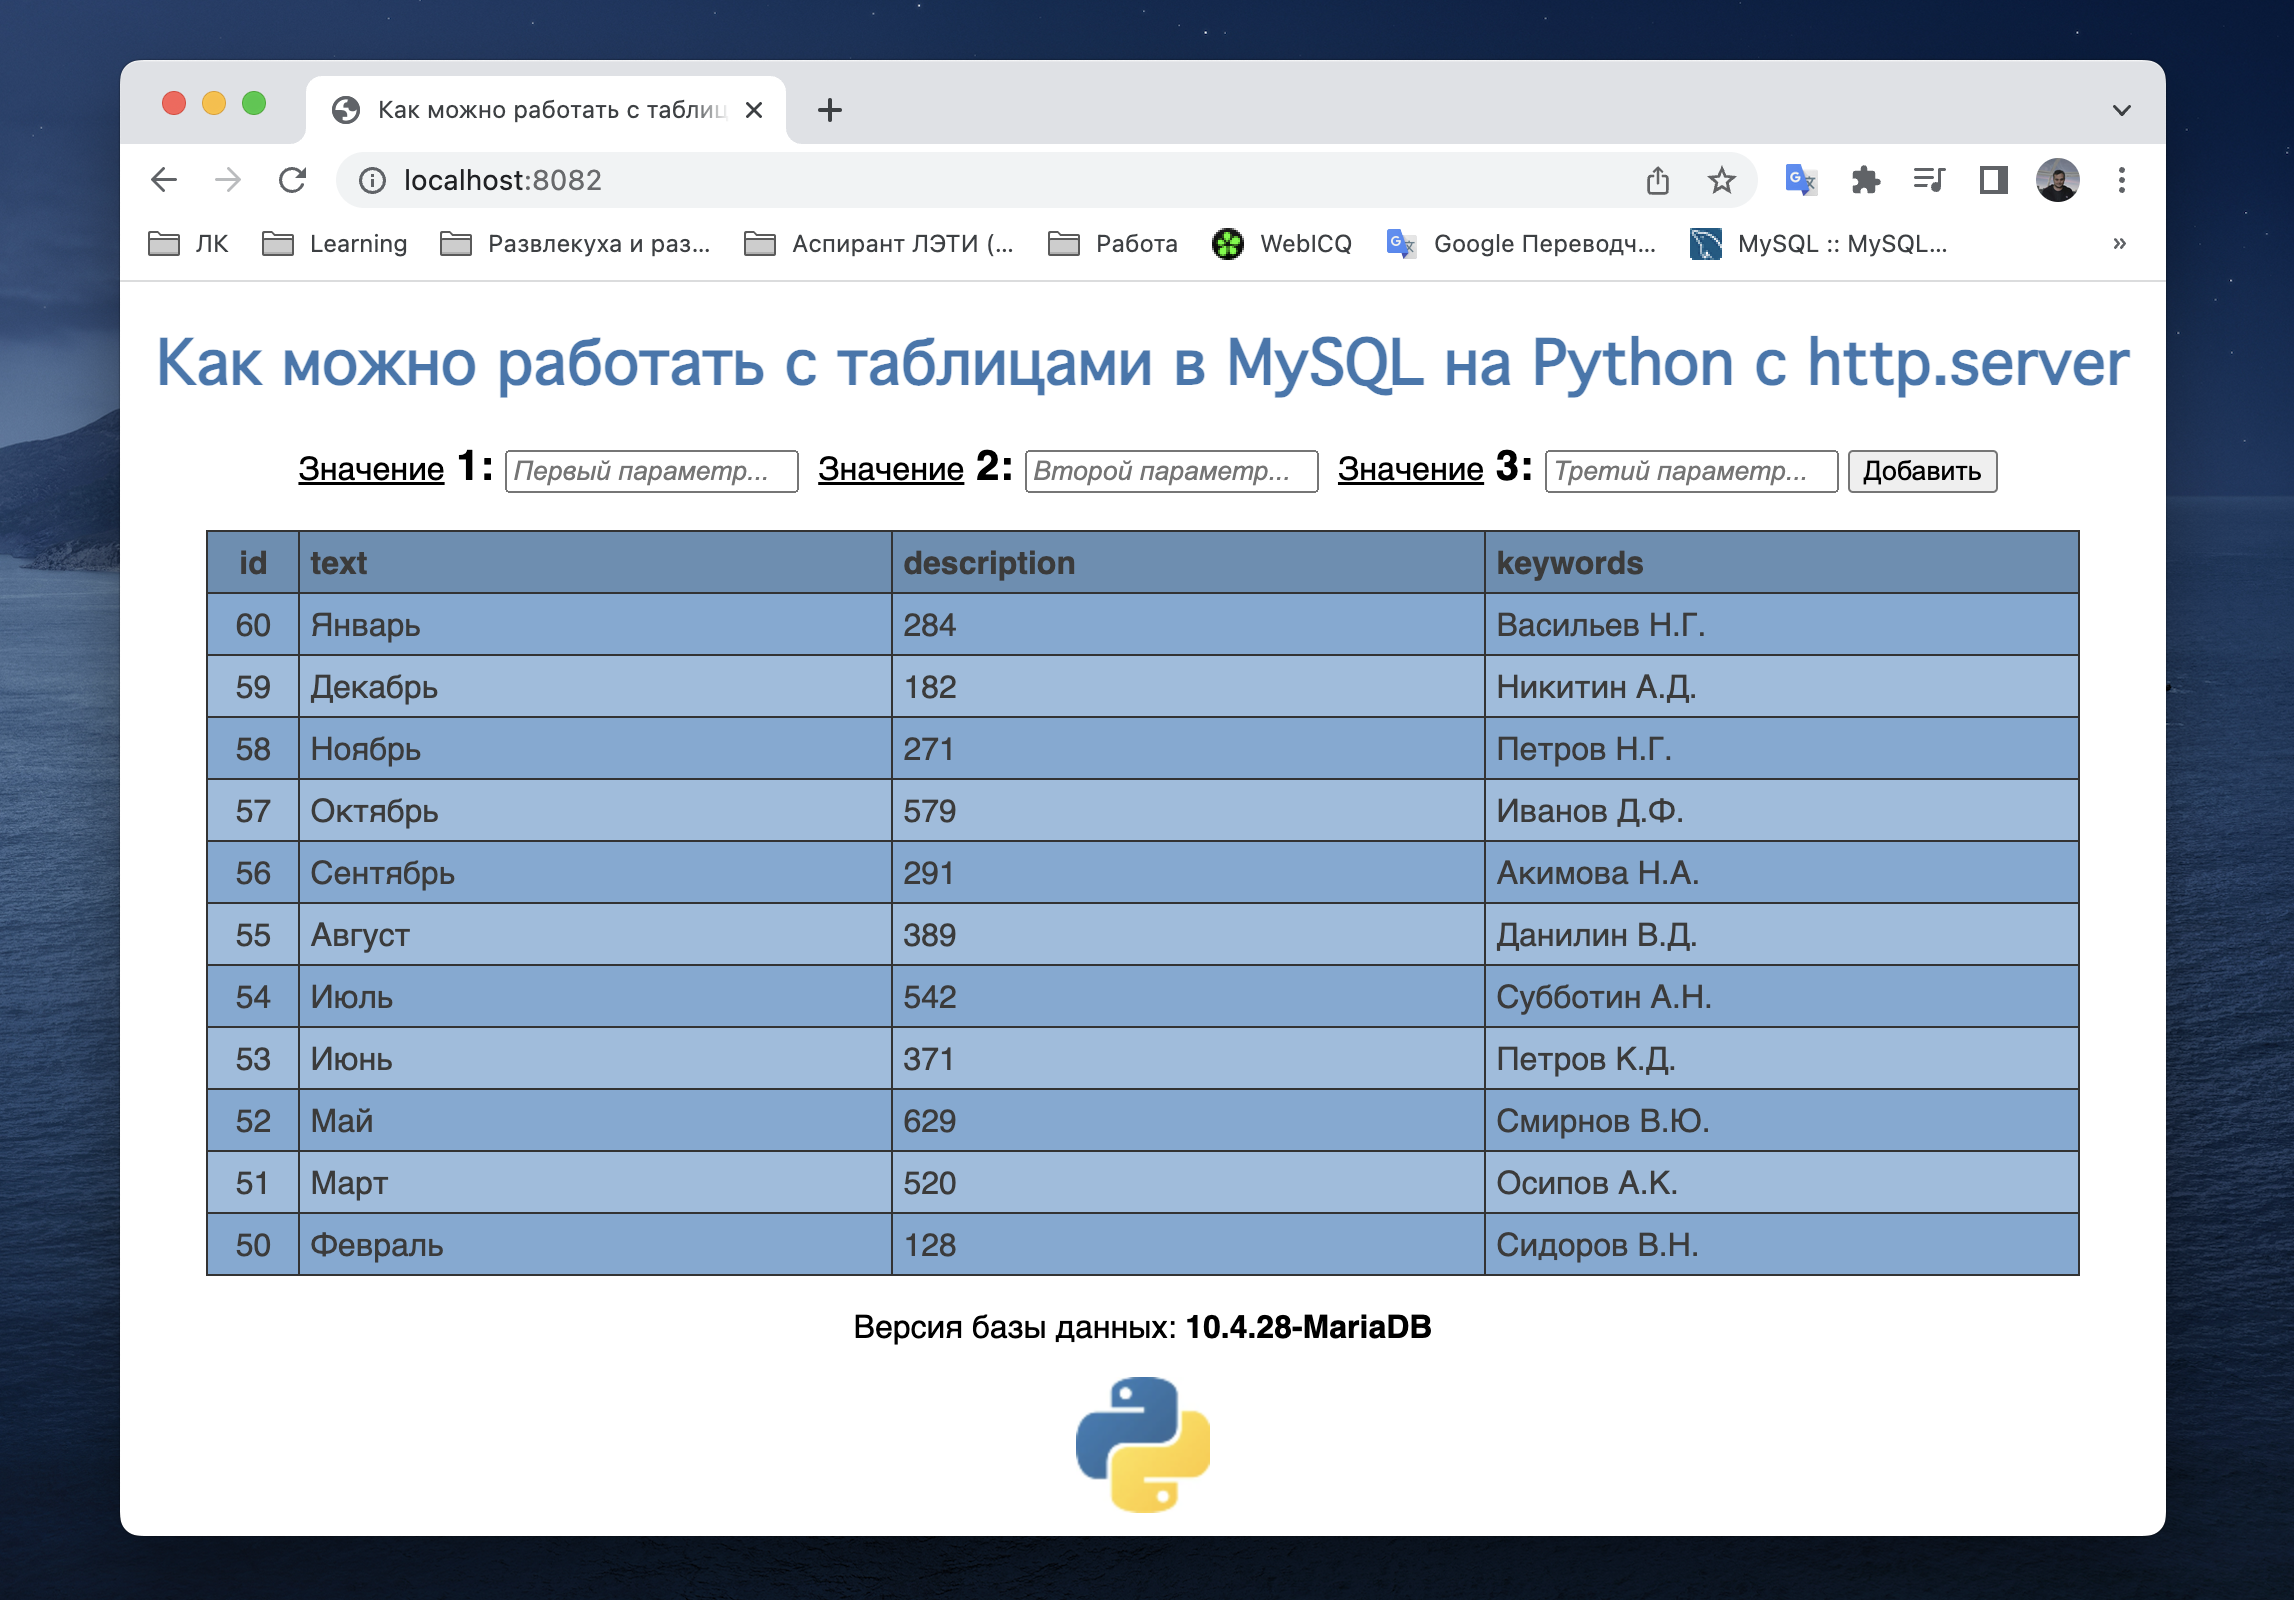 Как можно работать с таблиц
localhost:8082
ЛК Learning Развлекуха и раз... Аспирант ЛЭТИ (... Работа WebICQ Google Переводч... MySQL :: MySQL... »
Как можно работать с таблицами в MySQL на Python с http.server
Значение 1: Первый параметр... Значение 2: Второй параметр... Значение 3: Третий параметр... Добавить
id text description keywords
60 Январь 284 Васильев Н.Г.
59 Декабрь 182 Никитин А.Д.
58 Ноябрь 271 Петров Н.Г.
57 Октябрь 579 Иванов Д.Ф.
56 Сентябрь 291 Акимова Н.А.
55 Август 389 Данилин В.Д.
54 Июль 542 Субботин А.Н.
53 Июнь 371 Петров К.Д.
52 Май 629 Смирнов В.Ю.
51 Март 520 Осипов А.К.
50 Февраль 128 Сидоров В.Н.
Версия базы данных: 10.4.28-MariaDB